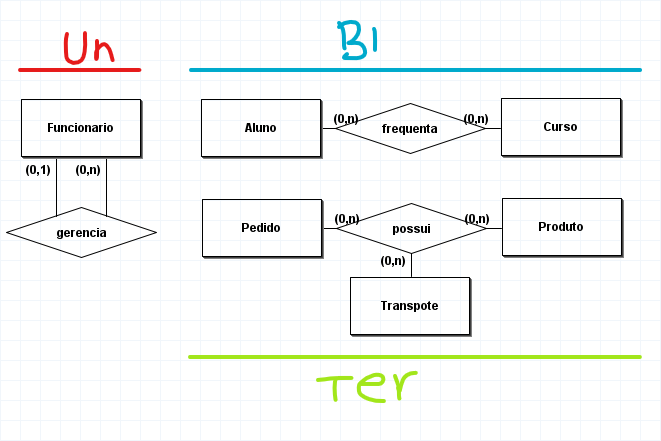 Un
BI
Funcionario
(0,1) (0,n)
gerencia
Aluno (0,n) frequenta (0,n) Curso
Pedido (0,n) possui (0,n) Produto
(0,n)
Transpote
Ter